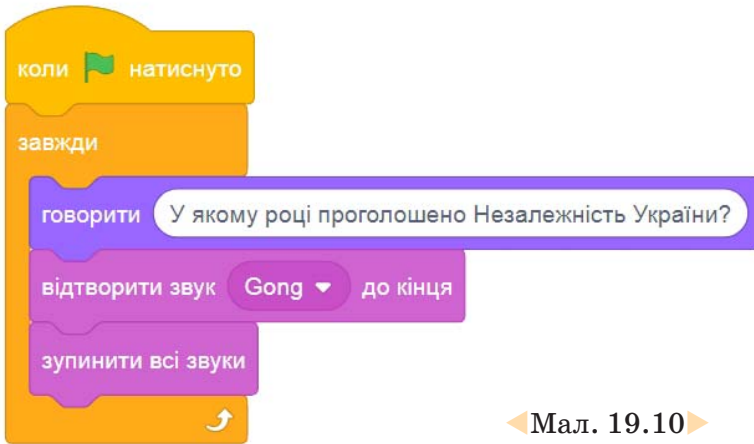 коли натиснуто
завжди
говорити У якому році проголошено Незалежність України?
відтворити звук Gong до кінця
зупинити всі звуки
Мал. 19.10